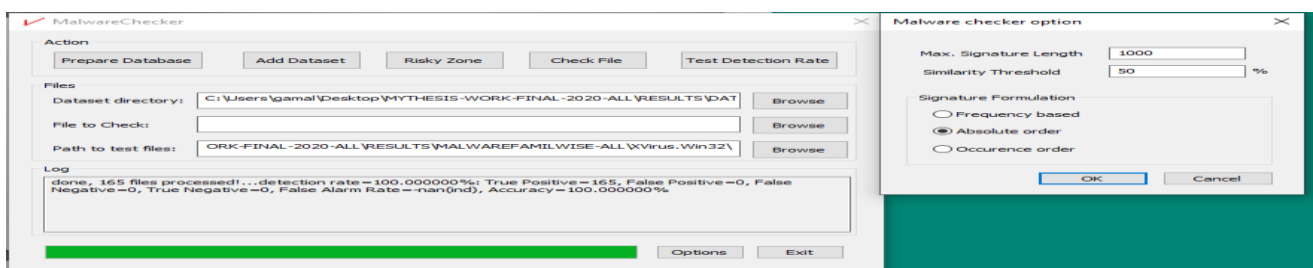 MalwareChecker
Action
Prepare Database
Add Dataset
Risky Zone
Check File
Test Detection Rate
Files
Dataset directory:
C:\Users\gamal\Desktop\MYTHESIS-WORK-FINAL-2020-ALL\RESULTS\DAT
Browse
File to Check:
Browse
Path to test files:
ORK-FINAL-2020-ALL\RESULTS\MALWAREFAMILWISE-ALL\XVirus.Win32\
Browse
Log
done, 165 files processed!...detection rate=100.000000%: True Positive=165, False Positive=0, False
Negative=0, True Negative=0, False Alarm Rate=-nan(ind), Accuracy=100.000000%
Options
Exit
Malware checker option
Max. Signature Length
1000
Similarity Threshold
50
%
Signature Formulation
Frequency based
Absolute order
Occurence order
OK
Cancel